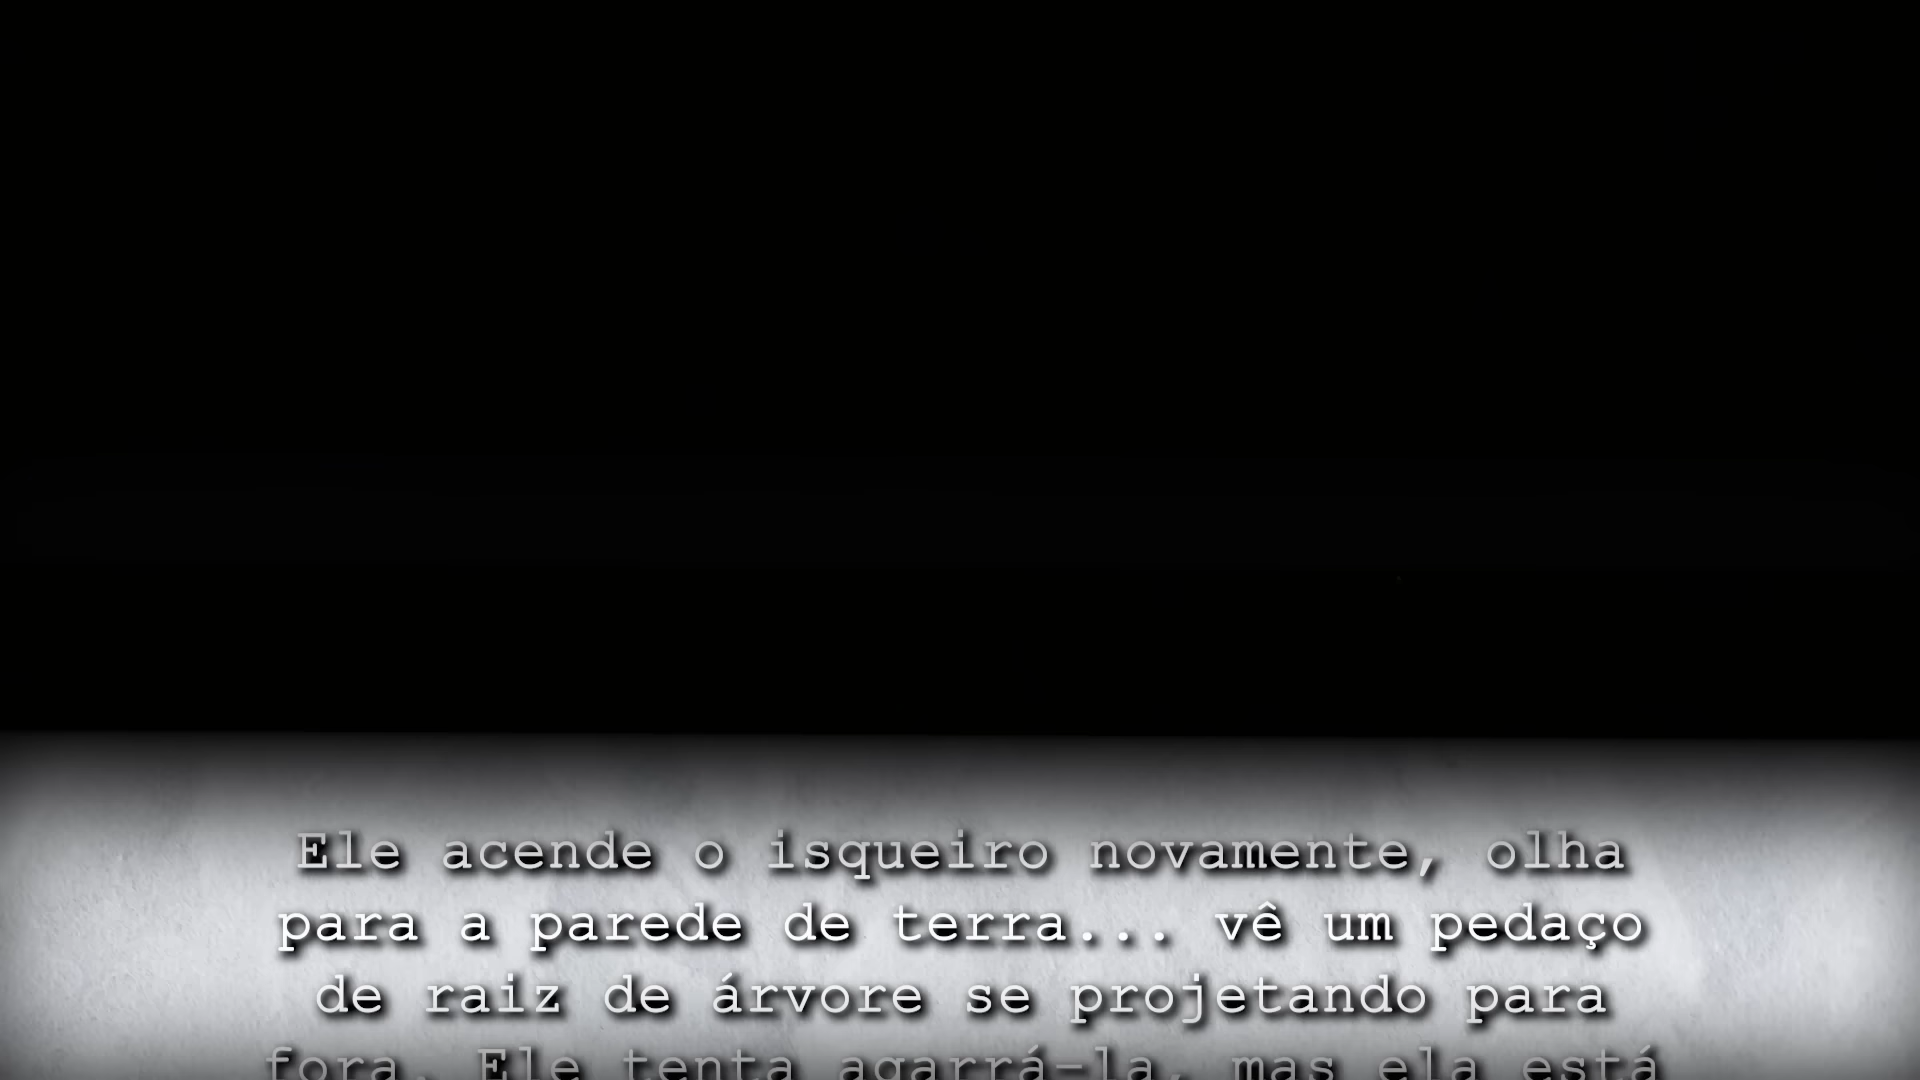 Ele acende o isqueiro novamente, olha
para a parede de terra... vê um pedaço
de raiz de árvore se projetando para
fora. Ele tenta agarrá-la, mas ela está